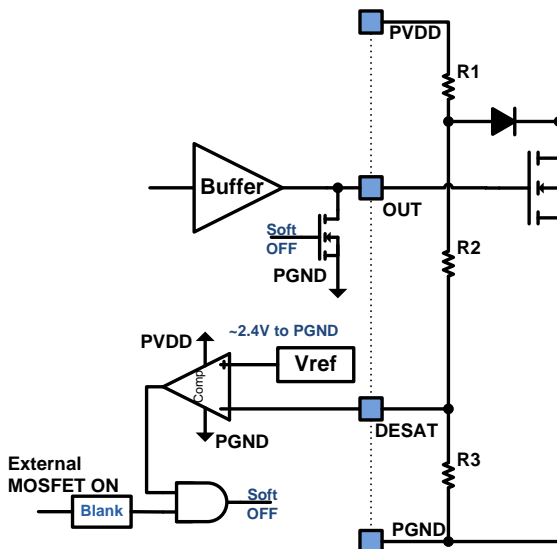 PVDD
R1
Buffer
OUT
Soft
OFF
PGND
R2
~2.4V to PGND
PVDD
Vref
+
Comp
-
DESAT
PGND
R3
External
MOSFET ON
Blank
Soft
OFF
PGND